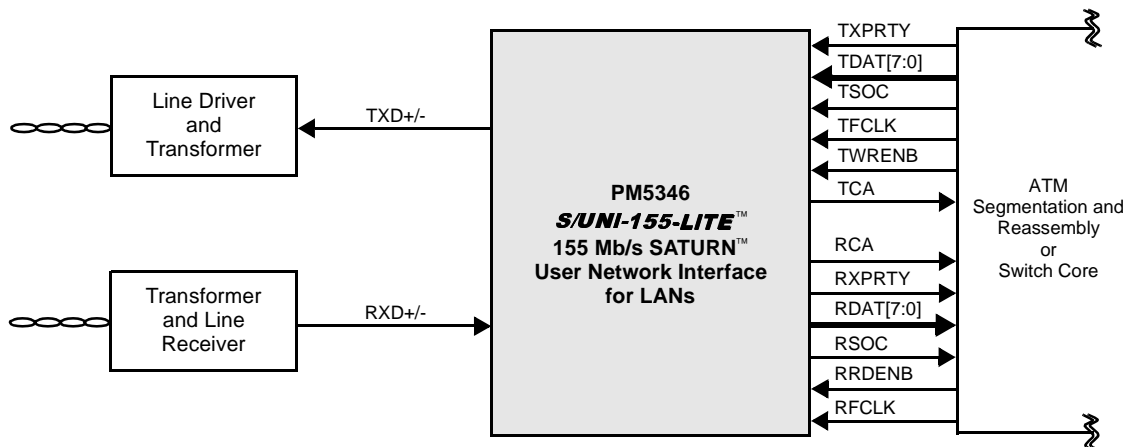 Line Driver
and
Transformer
TXD+/-
Transformer
and Line
Receiver
RXD+/-
PM5346
S/UNI-155-LITE™
155 Mb/s SATURN™
User Network Interface
for LANs
TXPRTY
TDAT[7:0]
TSOC
TFCLK
TWRENB
TCA
RCA
RXPRTY
RDAT[7:0]
RSOC
RRDENB
RFCLK
ATM
Segmentation and
Reassembly
or
Switch Core